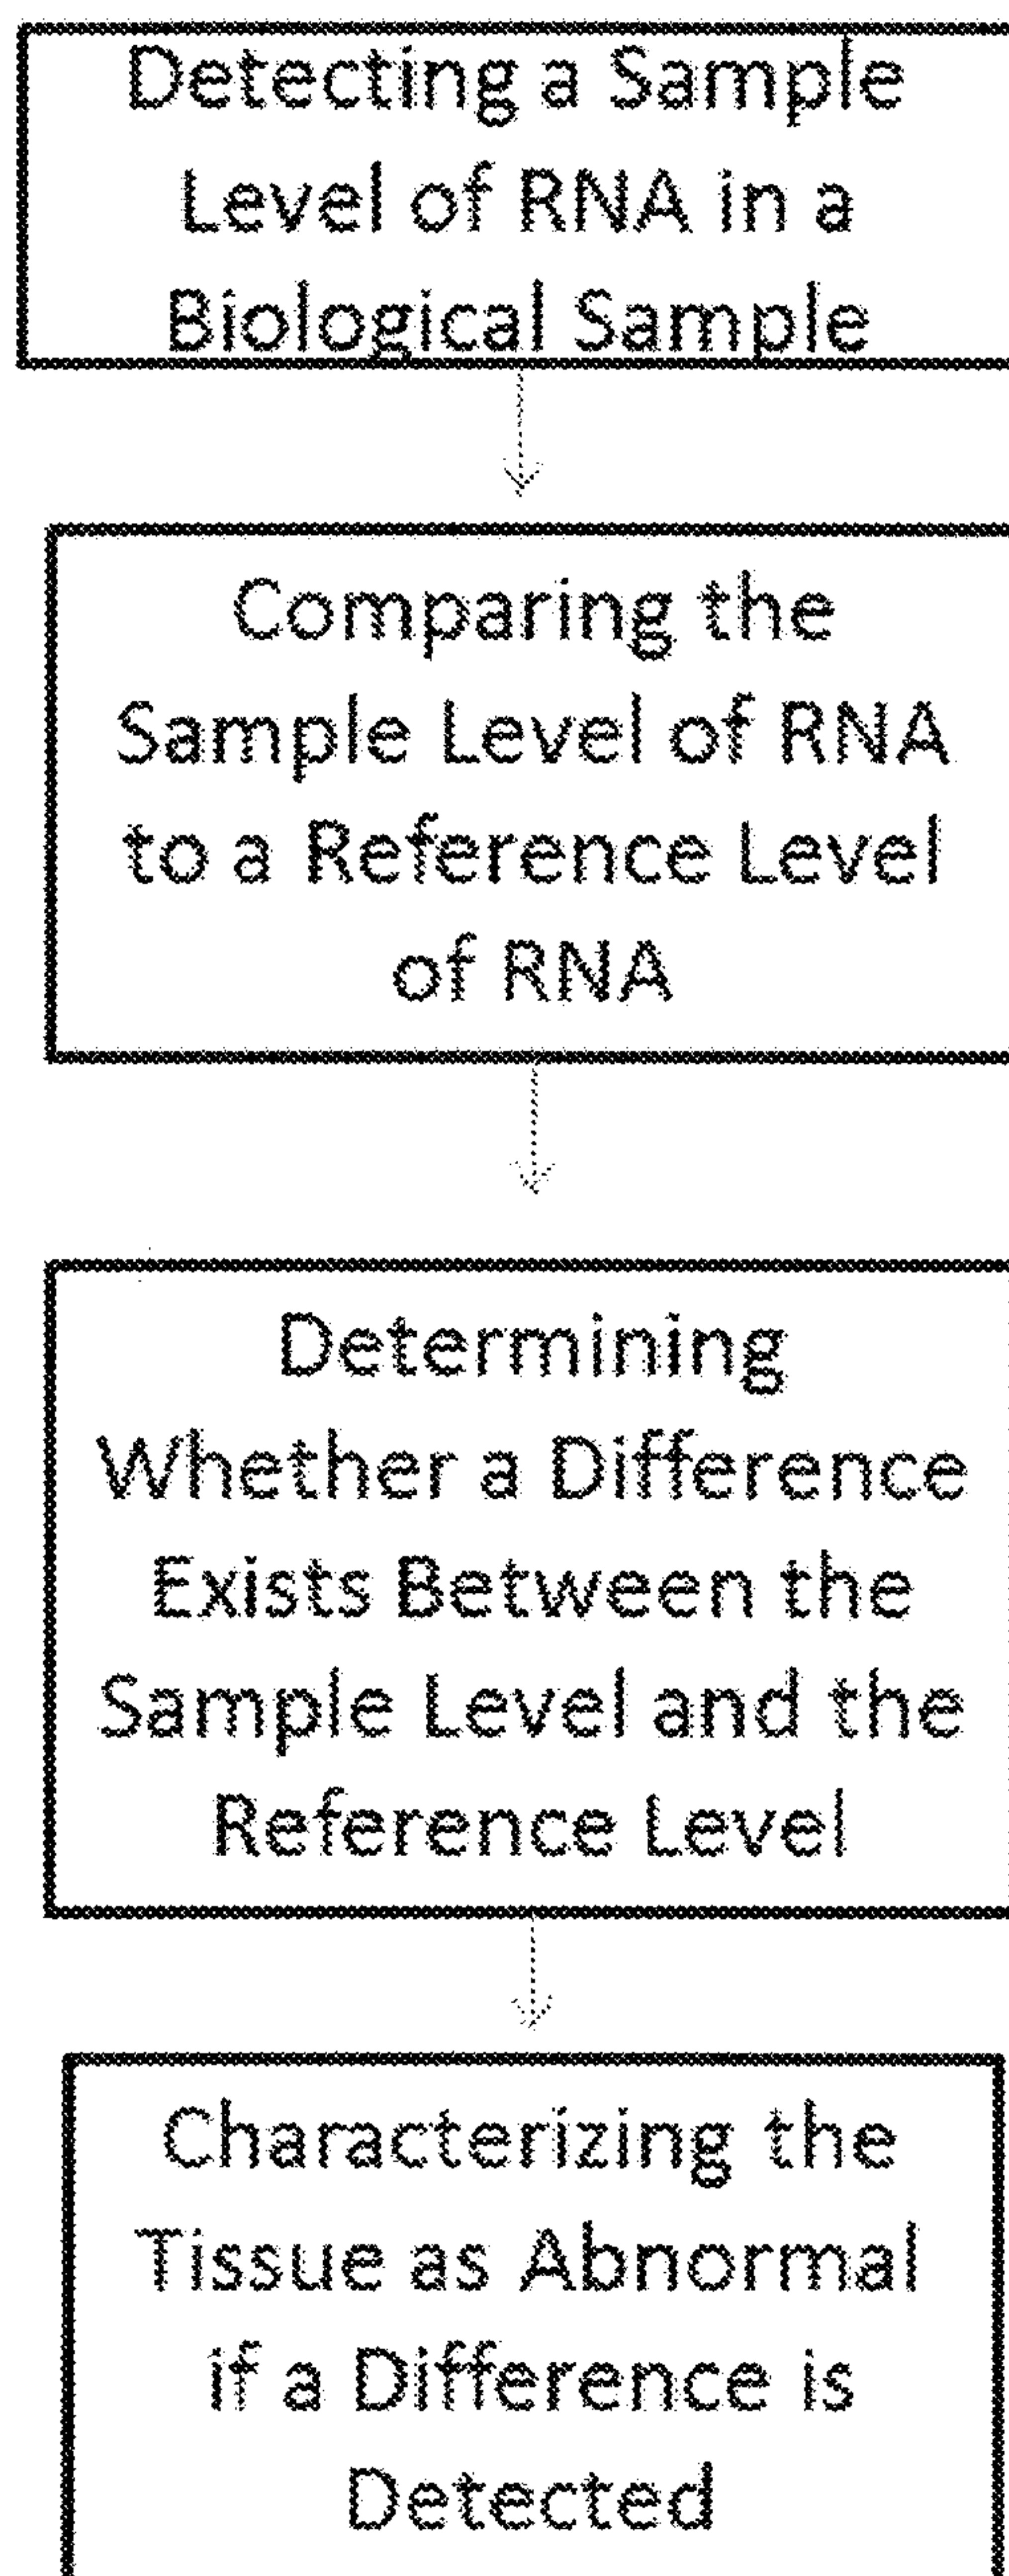 Detecting a Sample
Level of RNA in a
Biological Sample
Comparing the
Sample Level of RNA
to a Reference Level
of RNA
Determining
Whether a Difference
Exists Between the
Sample Level and the
Reference Level
Characterizing the
Tissue as Abnormal
if a Difference is
Detected